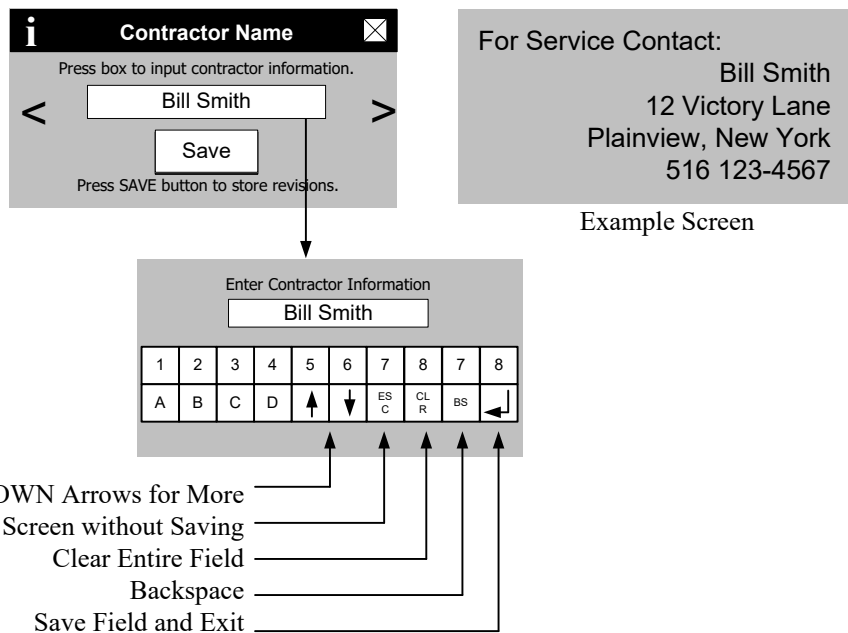 i Contractor Name
Press box to input contractor information.
< Bill Smith >
Save
Press SAVE button to store revisions.
For Service Contact:
Bill Smith
12 Victory Lane
Plainview, New York
516 123-4567
Example Screen
Enter Contractor Information
Bill Smith
1 2 3 4 5 6 7 8 7 8
A B C D ES CL BS
C R
OWN Arrows for More
Screen without Saving
Clear Entire Field
Backspace
Save Field and Exit